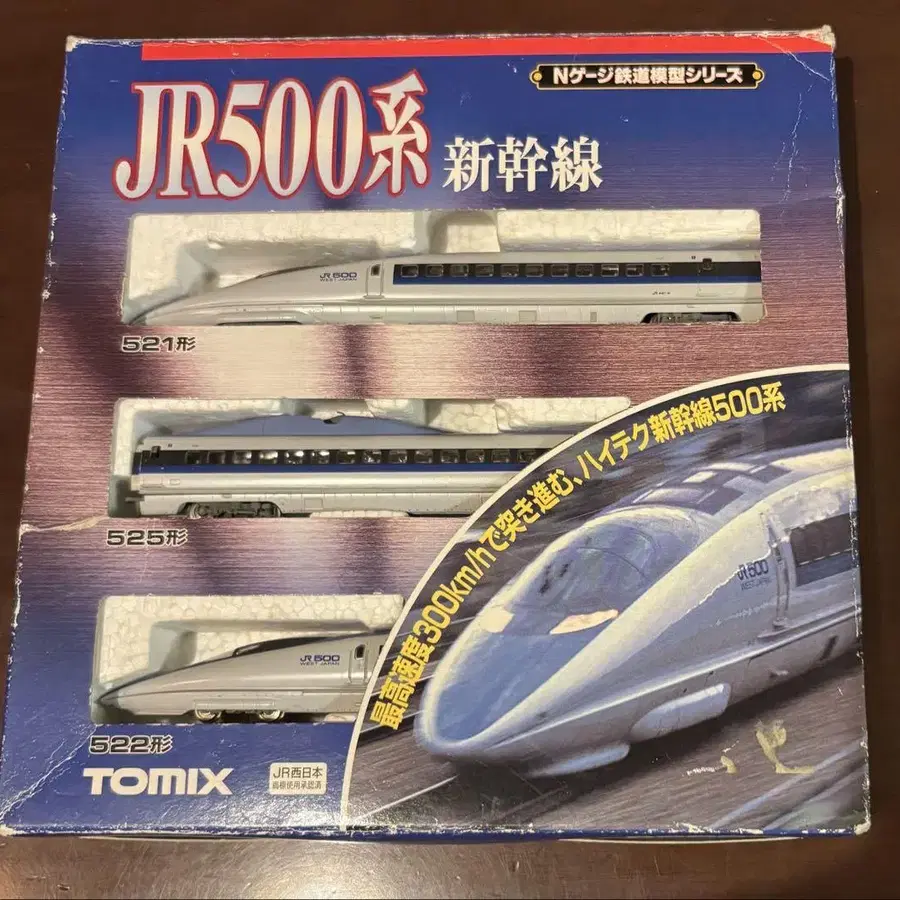 Nゲージ鉄道模型シリーズ
JR500系 新幹線
JR500
WEST JAPAN
521形
最高速度300km/hで突き進む、ハイテク新幹線500系
525形
JR500
WEST JAPAN
JR500
WEST JAPAN
522形
TOMIX
JR西日本
商標使用承認済